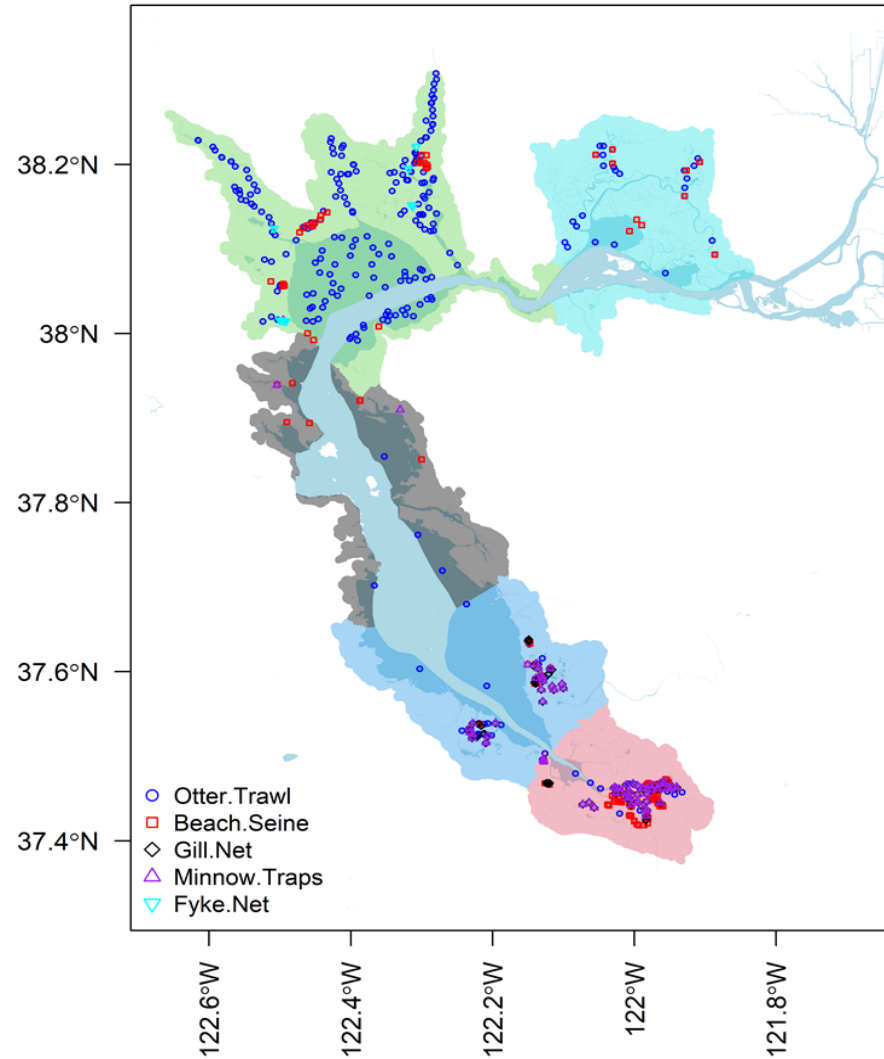 38.2°N
38°N
37.8°N
37.6°N
37.4°N
Otter.Trawl
Beach.Seine
Gill.Net
Minnow.Traps
Fyke.Net
122.6°W
122.4°W
122.2°W
122°W
121.8°W